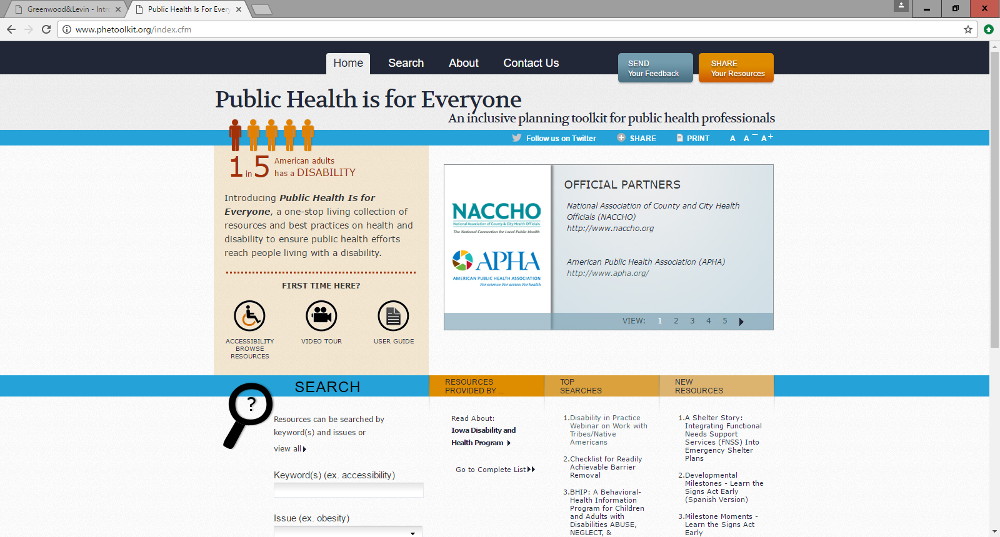 Greenwood&Levin - Intro
Public Health Is For Every
www.phetoolkit.org/index.cfm
Home
Search
About
Contact Us
SEND
Your Feedback
SHARE
Your Resources
Public Health is for Everyone
An inclusive planning toolkit for public health professionals
Follow us on Twitter
SHARE
PRINT
A A— A+
1 in 5
American adults
has a DISABILITY
Introducing Public Health Is for
Everyone, a one-stop living collection of
resources and best practices on health and
disability to ensure public health efforts
reach people living with a disability.
FIRST TIME HERE?
ACCESSIBILITY
BROWSE
RESOURCES
VIDEO TOUR
USER GUIDE
NACCHO
National Association of County & City Health Officials
The National Connection for Local Public Health
APHA
AMERICAN PUBLIC HEALTH ASSOCIATION
For science. For action. For health.
OFFICIAL PARTNERS
National Association of County and City Health
Officials (NACCHO)
http://www.naccho.org
American Public Health Association (APHA)
http://www.apha.org/
VIEW: 1 2 3 4 5
SEARCH
?
Resources can be searched by
keyword(s) and issues or
view all
Keyword(s) (ex. accessibility)
Issue (ex. obesity)
RESOURCES
PROVIDED BY ...
Read About:
Iowa Disability and
Health Program
Go to Complete List
TOP
SEARCHES
1.Disability in Practice
Webinar on Work with
Tribes/Native
Americans
2.Checklist for Readily
Achievable Barrier
Removal
3.BHIP: A Behavioral-
Health Information
Program for Children
and Adults with
Disabilities ABUSE,
NEGLECT, &
NEW
RESOURCES
1.A Shelter Story:
Integrating Functional
Needs Support
Services (FNSS) Into
Emergency Shelter
Plans
2.Developmental
Milestones - Learn the
Signs Act Early
(Spanish Version)
3.Milestone Moments -
Learn the Signs Act
Early